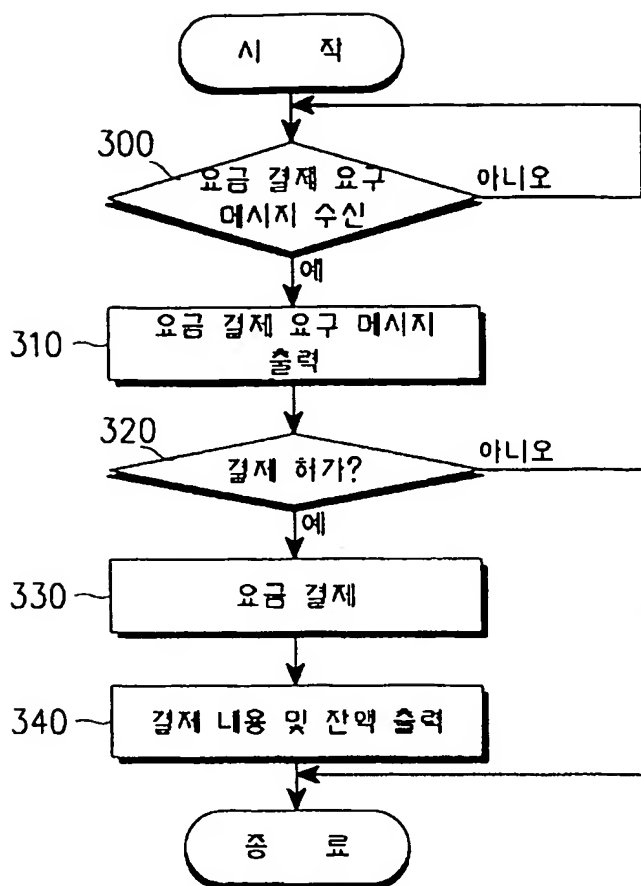 시 작
300
요금 결제 요구
메시지 수신
아니오
예
310
요금 결제 요구 메시지
출력
320
결제 허가?
아니오
예
330
요금 결제
340
결제 내용 및 잔액 출력
종 료